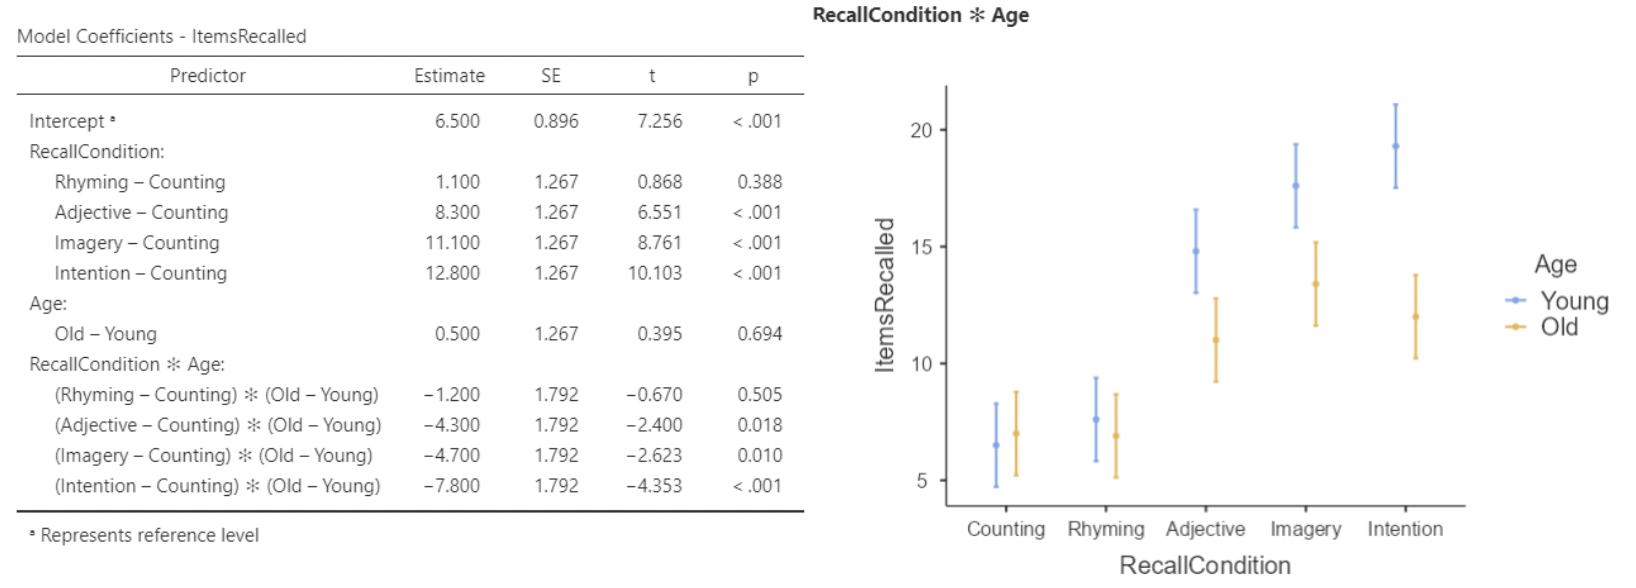 Model Coefficients - ItemsRecalled
Predictor Estimate SE t p
Intercept ᵃ 6.500 0.896 7.256 < .001
RecallCondition:
Rhyming – Counting 1.100 1.267 0.868 0.388
Adjective – Counting 8.300 1.267 6.551 < .001
Imagery – Counting 11.100 1.267 8.761 < .001
Intention – Counting 12.800 1.267 10.103 < .001
Age:
Old – Young 0.500 1.267 0.395 0.694
RecallCondition ✻ Age:
(Rhyming – Counting) ✻ (Old – Young) −1.200 1.792 −0.670 0.505
(Adjective – Counting) ✻ (Old – Young) −4.300 1.792 −2.400 0.018
(Imagery – Counting) ✻ (Old – Young) −4.700 1.792 −2.623 0.010
(Intention – Counting) ✻ (Old – Young) −7.800 1.792 −4.353 < .001
ᵃ Represents reference level
RecallCondition ✻ Age
ItemsRecalled
20
15
10
5
Counting Rhyming Adjective Imagery Intention
RecallCondition
Age
Young
Old